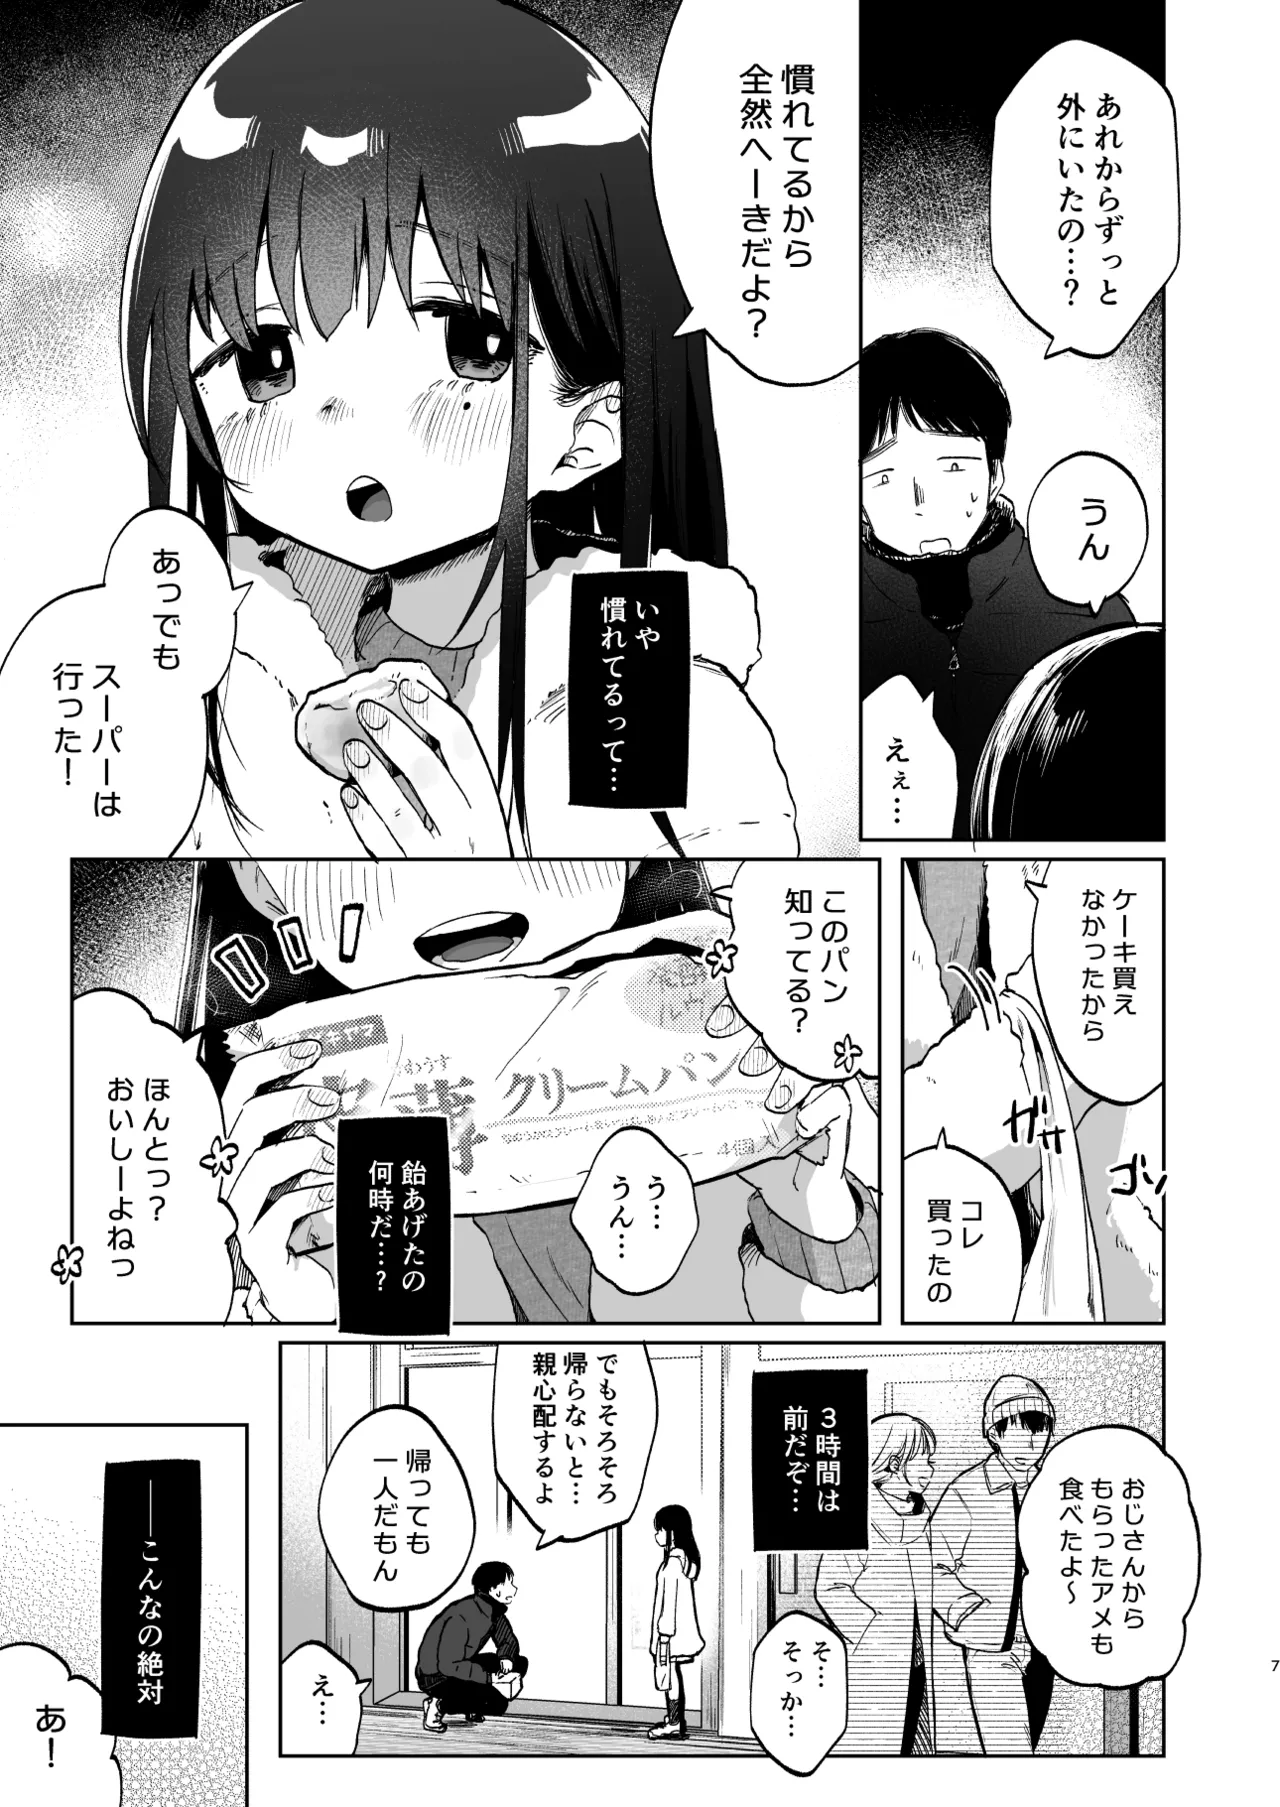 あれからずっと
外にいたの…?
うん
慣れてるから
全然へーきだよ?
ええ…
いや
慣れてるって…
あっでも
スーパーは
行った!
ケーキ買え
なかったから
ガサ
ゴソ
コレ
買ったの
このパン
知ってる?
クリームパン
4個入
う…
うん…
飴あげたの
何時だ…?
ほんとっ?
おいしーよねっ
おじさんから
もらったアメも
食べたよ～
3時間は
前だぞ…
そ…
そっか…
でもそろそろ
帰らないと…
親心配するよ
帰っても
一人だもん
え…
――こんなの絶対
あ!
7